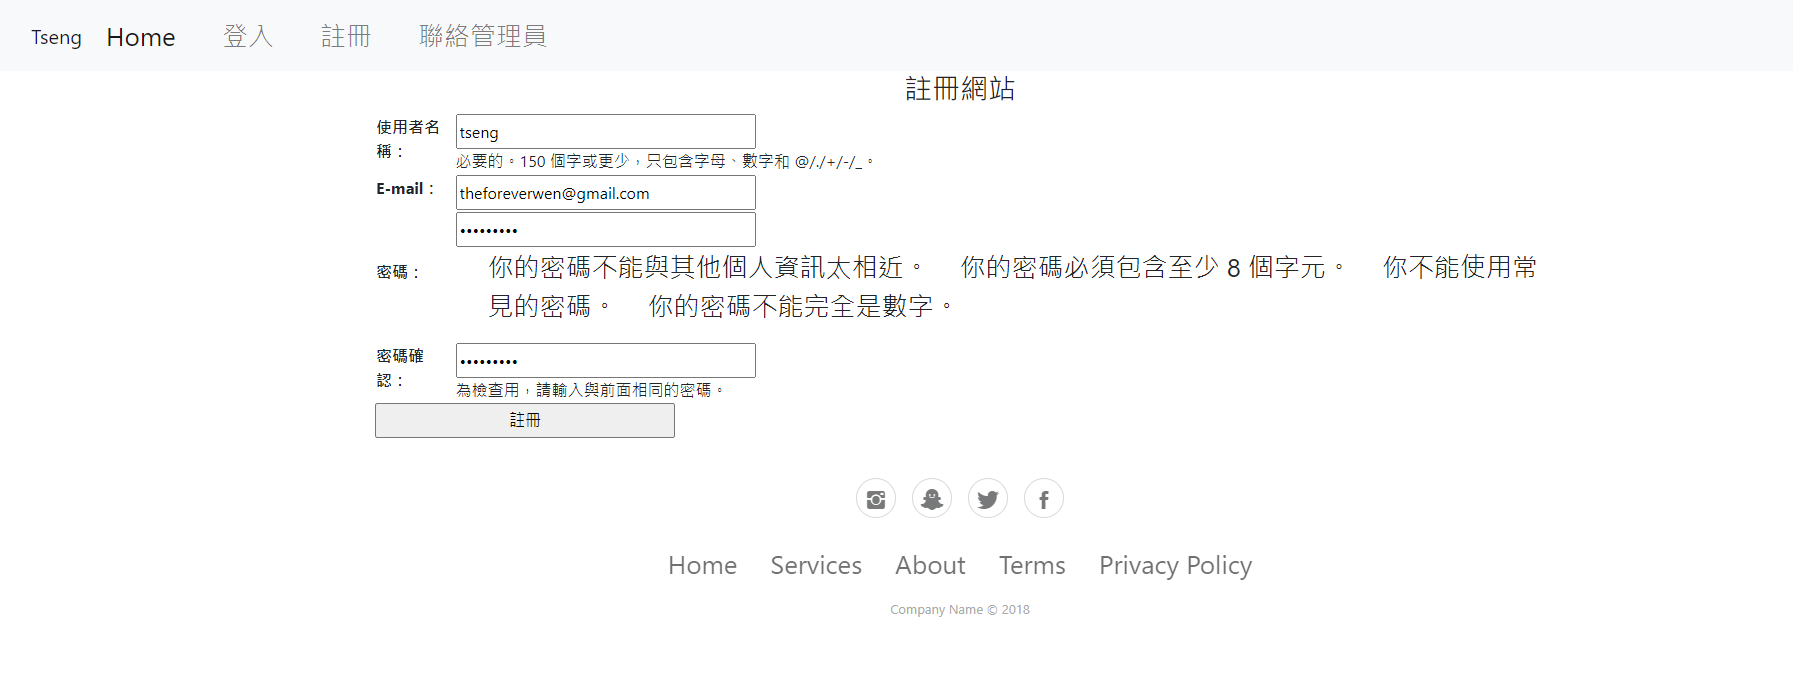 Tseng Home 登入 註冊 聯絡管理員
註冊網站
使用者名
稱：
tseng
必要的。150 個字或更少，只包含字母、數字和 @/./+/-/_。
E-mail：
theforeverwen@gmail.com
•••••••••
密碼：
你的密碼不能與其他個人資訊太相近。 你的密碼必須包含至少 8 個字元。 你不能使用常
見的密碼。 你的密碼不能完全是數字。
密碼確
認：
•••••••••
為檢查用，請輸入與前面相同的密碼。
註冊
Home Services About Terms Privacy Policy
Company Name © 2018